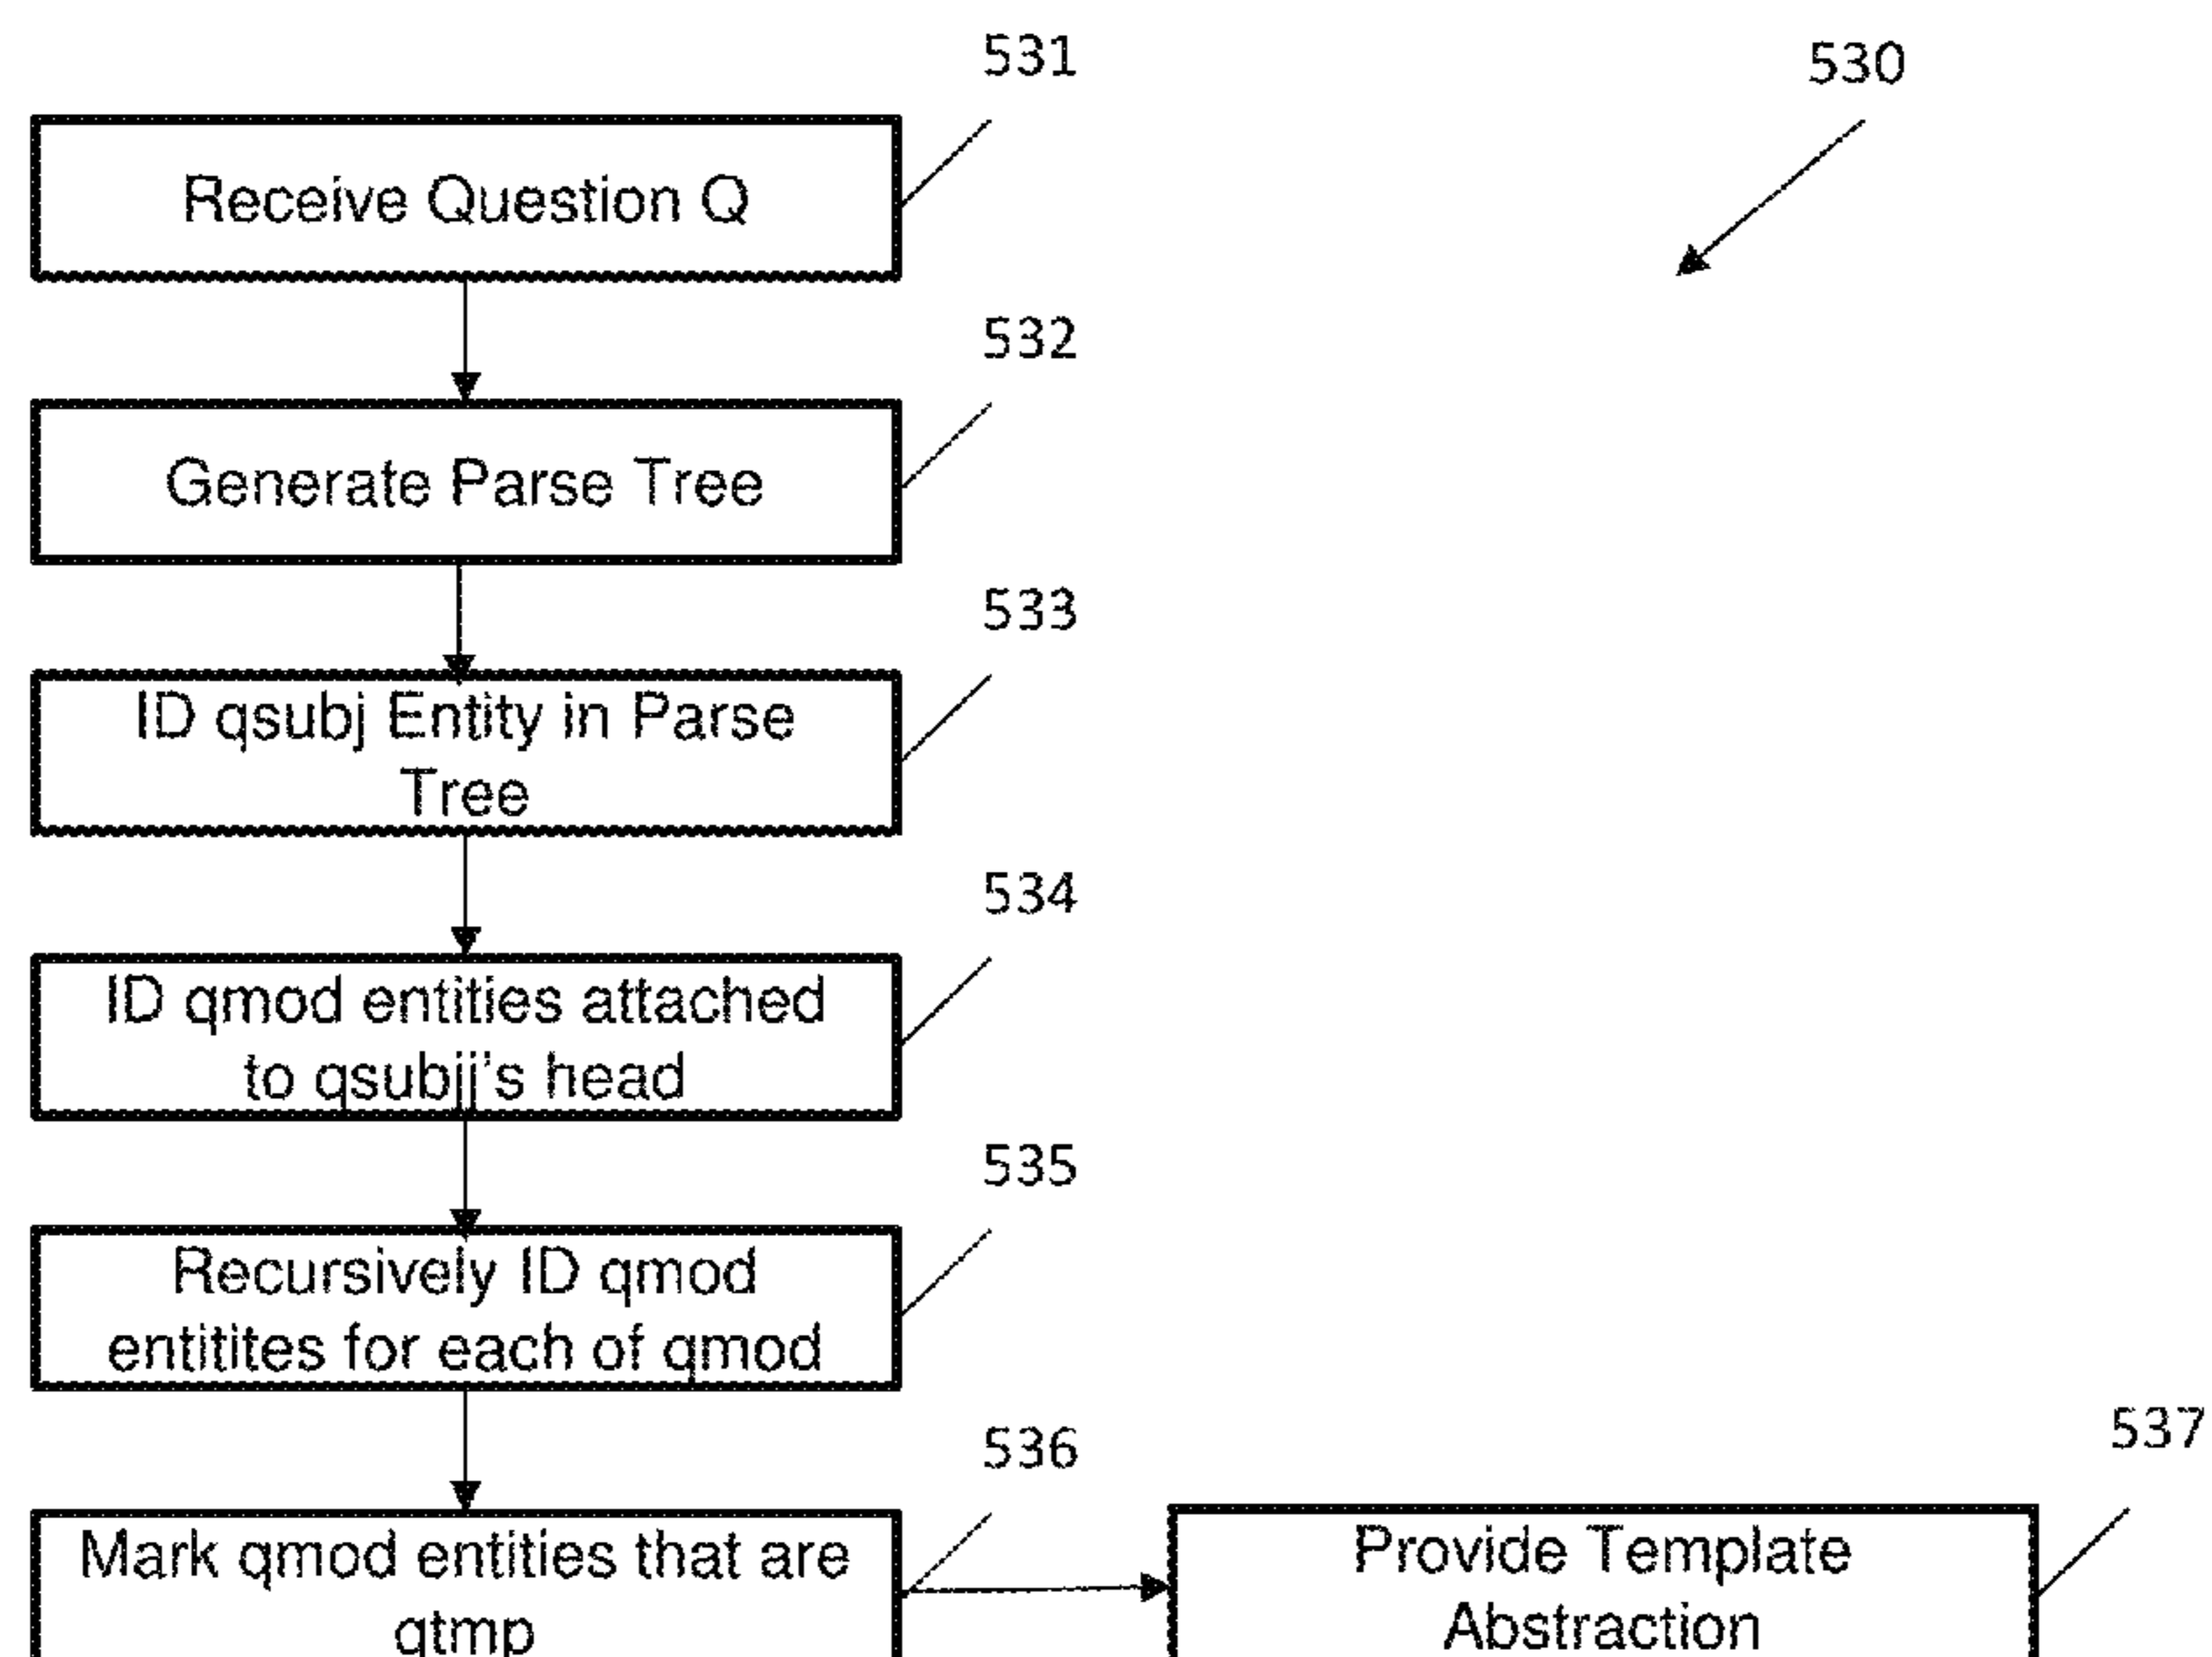 531
530
Receive Question Q
532
Generate Parse Tree
533
ID qsubj Entity in Parse
Tree
534
ID qmod entities attached
to qsubjj's head
535
Recursively ID qmod
entitites for each of qmod
536
537
Mark qmod entities that are
qtmp
Provide Template
Abstraction